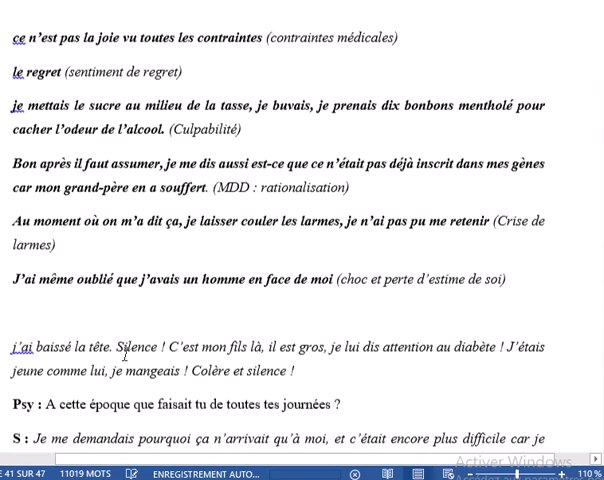 ce n'est pas la joie vu toutes les contraintes (contraintes médicales)
le regret (sentiment de regret)
je mettais le sucre au milieu de la tasse, je buvais, je prenais dix bonbons mentholé pour
cacher l'odeur de l'alcool. (Culpabilité)
Bon après il faut assumer, je me dis aussi est-ce que ce n'était pas déjà inscrit dans mes gènes
car mon grand-père en a souffert. (MDD : rationalisation)
Au moment où on m'a dit ça, je laisser couler les larmes, je n'ai pas pu me retenir (Crise de
larmes)
J'ai même oublié que j'avais un homme en face de moi (choc et perte d'estime de soi)
j'ai baissé la tête. Silence ! C'est mon fils là, il est gros, je lui dis attention au diabète ! J'étais
jeune comme lui, je mangeais ! Colère et silence !
Psy : A cette époque que faisait tu de toutes tes journées ?
S : Je me demandais pourquoi ça n'arrivait qu'à moi, et c'était encore plus difficile car je
Activer Windows
E 41 SUR 47 11019 MOTS ENREGISTREMENT AUTO... 110 %